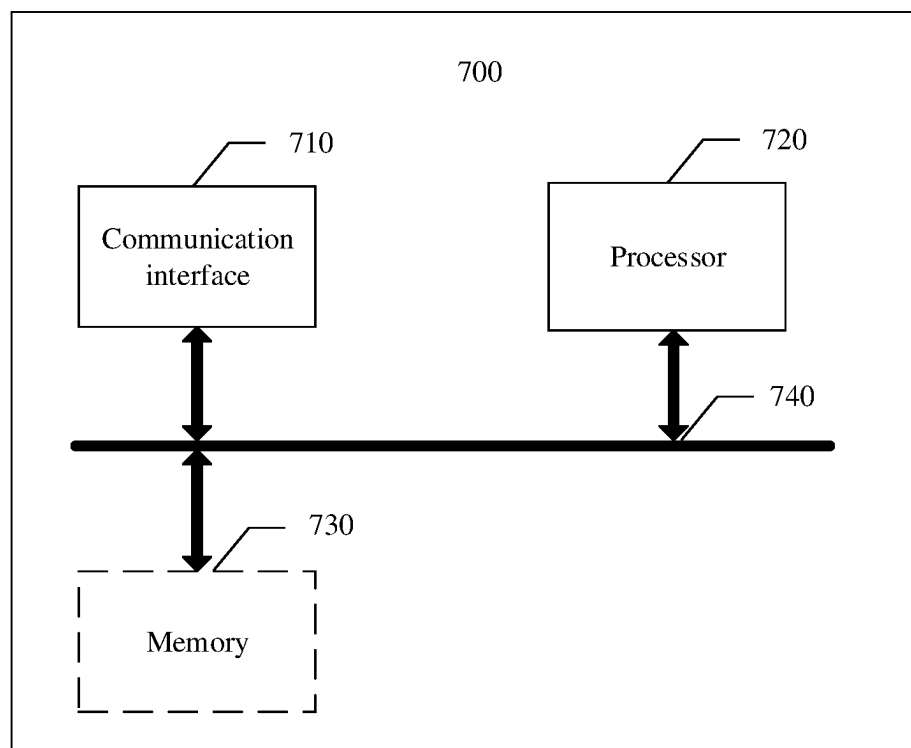 700
710
720
Communication
interface
Processor
740
730
Memory